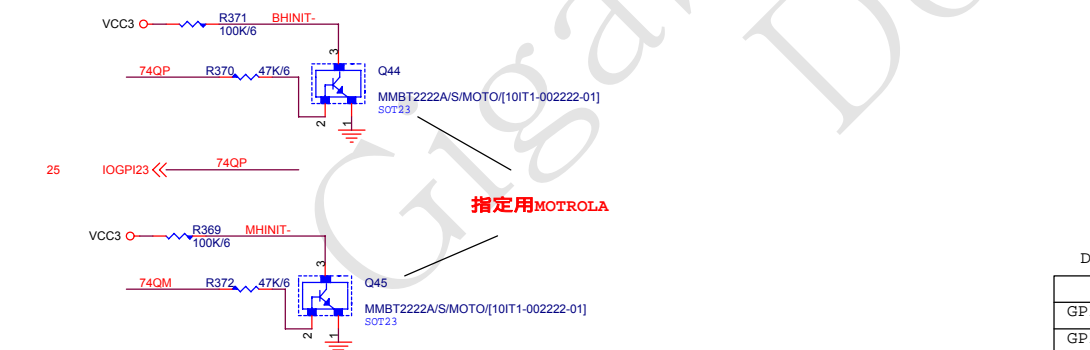 VCC3 R371 BHINIT-
100K/6
3
74QP R370 47K/6 Q44
MMBT2222A/S/MOTO/[10IT1-002222-01]
SOT23
2 1
25 IOGPI23 74QP
指定用MOTROLA
VCC3 R369 MHINIT-
100K/6
3
74QM R372 47K/6 Q45
MMBT2222A/S/MOTO/[10IT1-002222-01]
SOT23
2 1
D
GP
GP
Giga
D